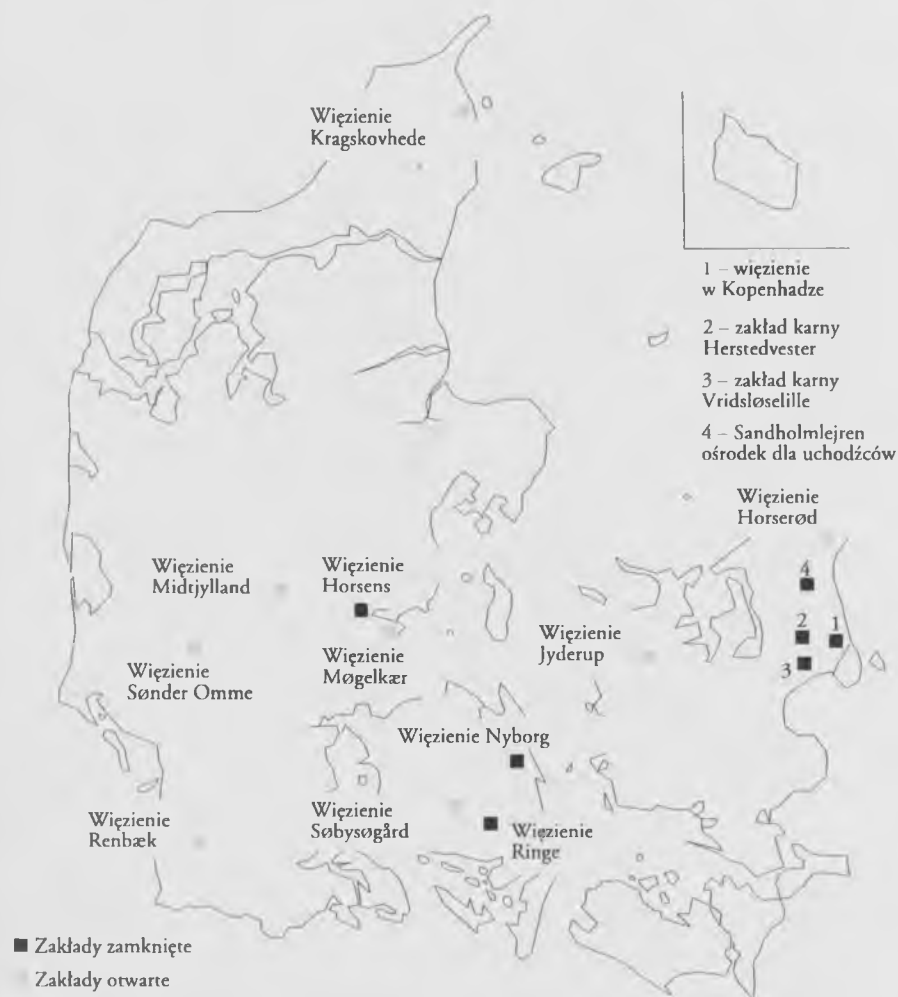 Więzienie
Kragskovhede
1 – więzienie
w Kopenhadze
2 – zakład karny
Herstedvester
3 – zakład karny
Vridsløselille
4 – Sandholmlejren
ośrodek dla uchodźców
Więzienie
Horserød
Więzienie
Midtjylland
Więzienie
Horsens
4
2
1
3
Więzienie
Jyderup
Więzienie
Møgelkær
Więzienie
Sønder Omme
Więzienie Nyborg
Więzienie
Renbæk
Więzienie
Søbysøgård
Więzienie
Ringe
Zakłady zamknięte
Zakłady otwarte